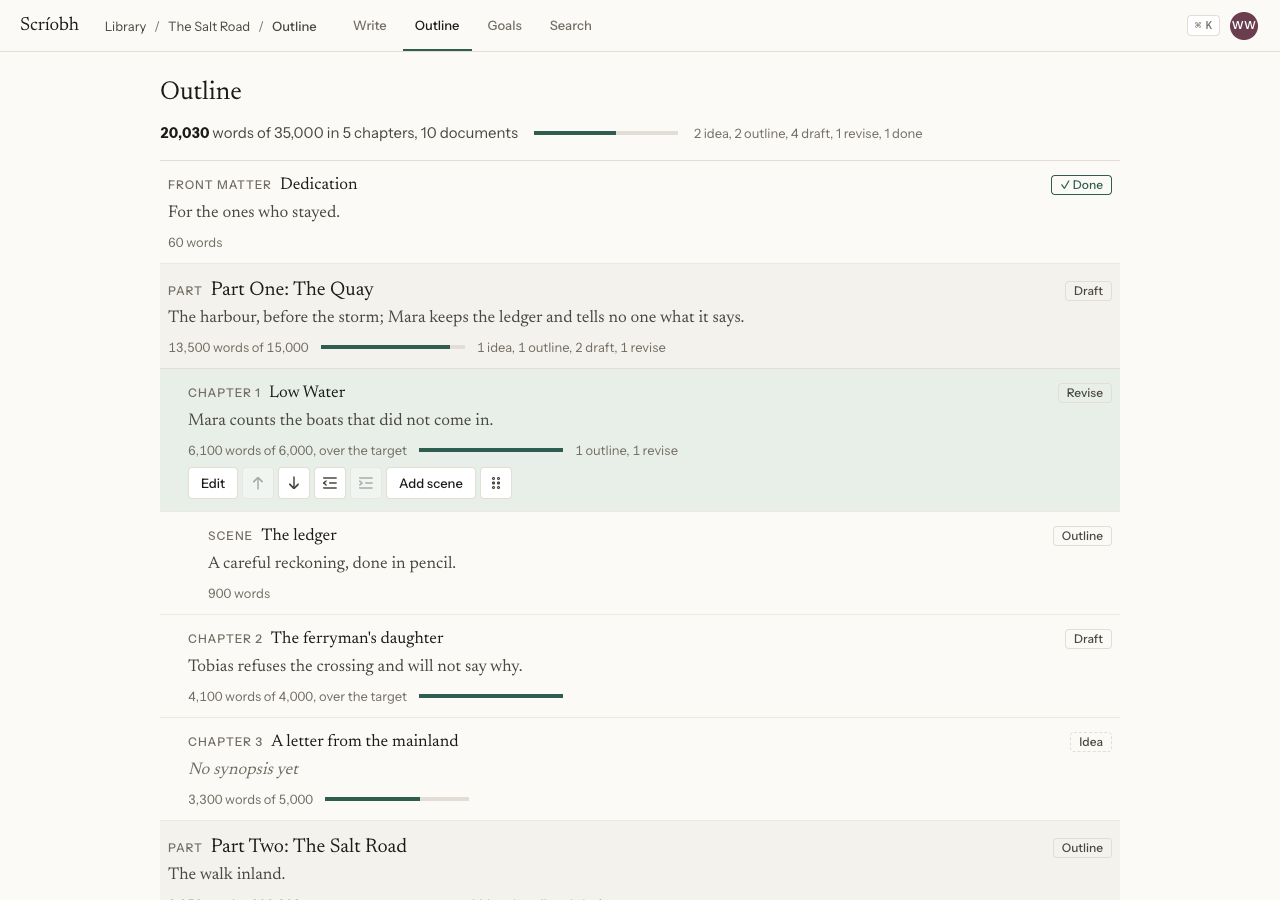 Scríobh Library / The Salt Road / Outline Write Outline Goals Search ⌘ K WW
Outline
20,030 words of 35,000 in 5 chapters, 10 documents 2 idea, 2 outline, 4 draft, 1 revise, 1 done
FRONT MATTER Dedication ✓ Done
For the ones who stayed.
60 words
PART Part One: The Quay Draft
The harbour, before the storm; Mara keeps the ledger and tells no one what it says.
13,500 words of 15,000 1 idea, 1 outline, 2 draft, 1 revise
CHAPTER 1 Low Water Revise
Mara counts the boats that did not come in.
6,100 words of 6,000, over the target 1 outline, 1 revise
Edit Add scene
SCENE The ledger Outline
A careful reckoning, done in pencil.
900 words
CHAPTER 2 The ferryman's daughter Draft
Tobias refuses the crossing and will not say why.
4,100 words of 4,000, over the target
CHAPTER 3 A letter from the mainland Idea
No synopsis yet
3,300 words of 5,000
PART Part Two: The Salt Road Outline
The walk inland.